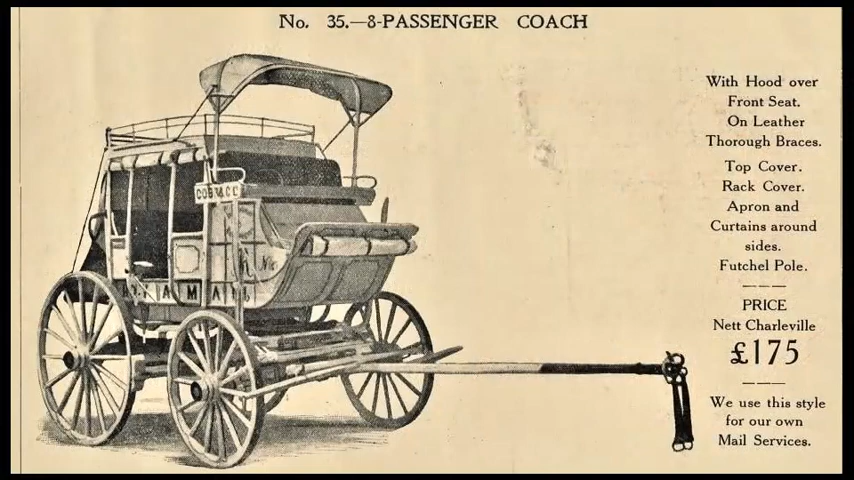 No. 35.—8-PASSENGER COACH
With Hood over
Front Seat.
On Leather
Thorough Braces.
Top Cover.
Rack Cover.
Apron and
Curtains around
sides.
Futchel Pole.
PRICE
Nett Charleville
£175
We use this style
for our own
Mail Services.
COBB & CO
MAIL